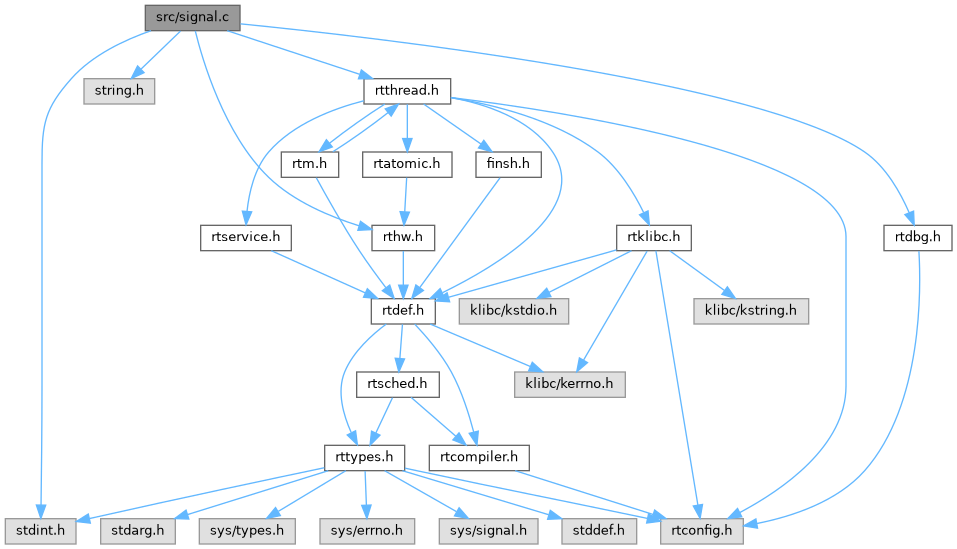 src/signal.c
string.h
rtthread.h
rtm.h
rtatomic.h
finsh.h
rtservice.h
rthw.h
rtklibc.h
rtdbg.h
rtdef.h
klibc/kstdio.h
klibc/kstring.h
rtsched.h
klibc/kerrno.h
rttypes.h
rtcompiler.h
stdint.h
stdarg.h
sys/types.h
sys/errno.h
sys/signal.h
stddef.h
rtconfig.h